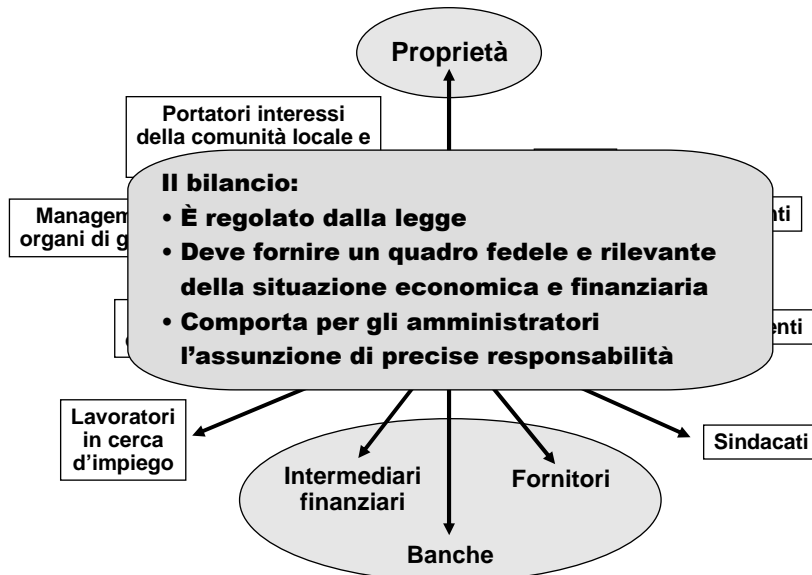 Proprietà
Portatori interessi
della comunità locale e
Il bilancio:
• È regolato dalla legge
• Deve fornire un quadro fedele e rilevante
della situazione economica e finanziaria
• Comporta per gli amministratori
l'assunzione di precise responsabilità
organi di
Lavoratori
in cerca
d'impiego
Intermediari
finanziari
Fornitori
Banche
Sindacati